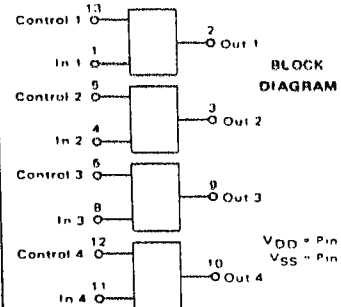 13
Control 1
2
Out 1
1
In 1
BLOCK
DIAGRAM
5
Control 2
3
Out 2
4
In 2
6
Control 3
9
Out 3
8
In 3
12
Control 4
VDD = Pin
VSS = Pin
10
Out 4
11
In 4